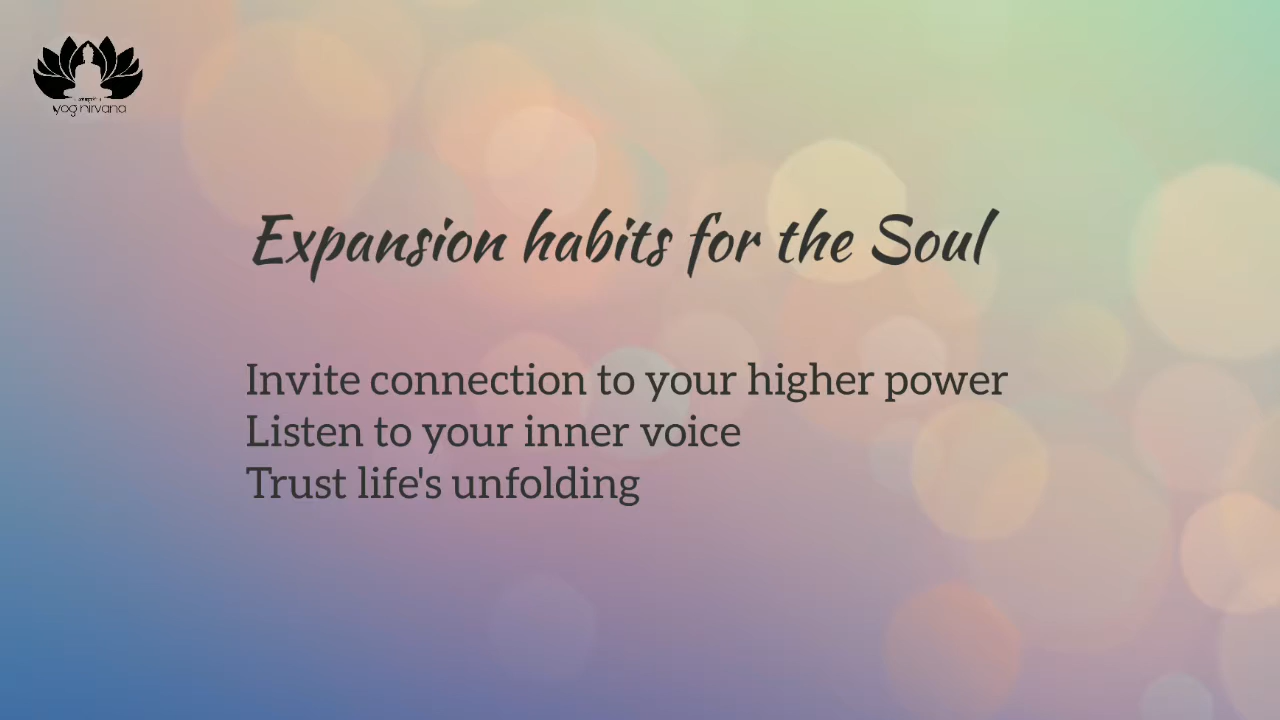 yog nirvana
Expansion habits for the Soul
Invite connection to your higher power
Listen to your inner voice
Trust life's unfolding